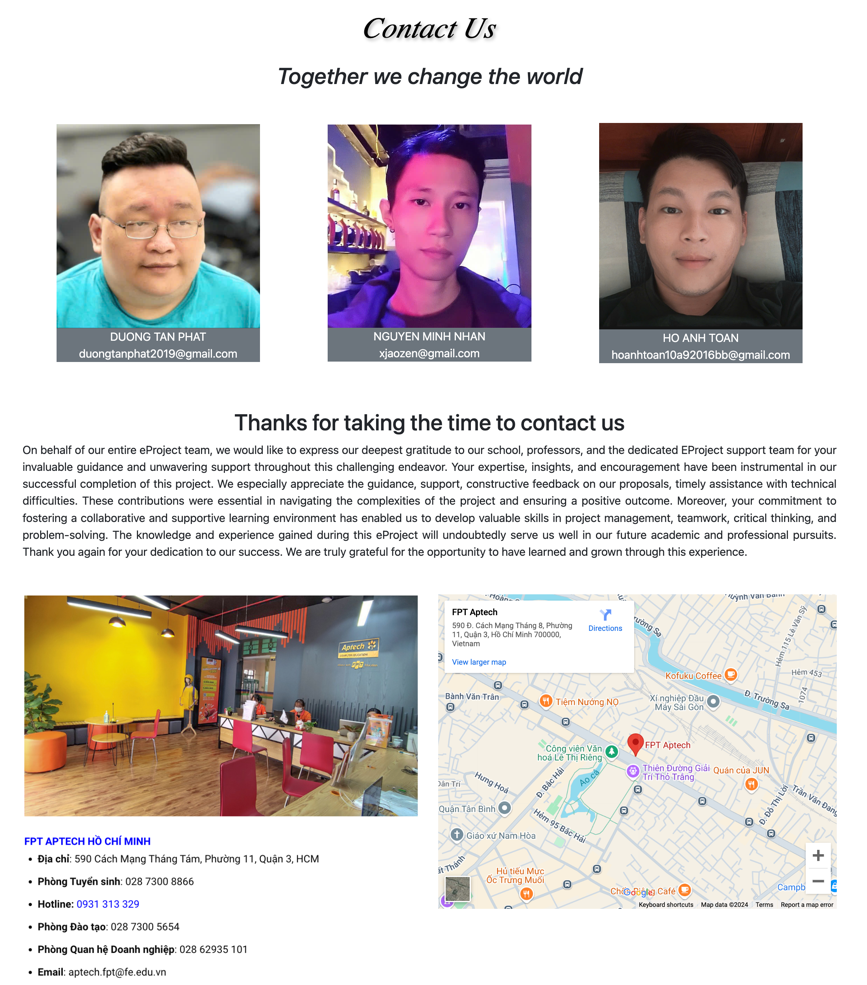 Contact Us
Together we change the world
DUONG TAN PHAT
duongtanphat2019@gmail.com
NGUYEN MINH NHAN
xjaozen@gmail.com
HO ANH TOAN
hoanhtoan10a92016bb@gmail.com
Thanks for taking the time to contact us
On behalf of our entire eProject team, we would like to express our deepest gratitude to our school, professors, and the dedicated EProject support team for your
invaluable guidance and unwavering support throughout this challenging endeavor. Your expertise, insights, and encouragement have been instrumental in our
successful completion of this project. We especially appreciate the guidance, support, constructive feedback on our proposals, timely assistance with technical
difficulties. These contributions were essential in navigating the complexities of the project and ensuring a positive outcome. Moreover, your commitment to
fostering a collaborative and supportive learning environment has enabled us to develop valuable skills in project management, teamwork, critical thinking, and
problem-solving. The knowledge and experience gained during this eProject will undoubtedly serve us well in our future academic and professional pursuits.
Thank you again for your dedication to our success. We are truly grateful for the opportunity to have learned and grown through this experience.
Aptech
FPT APTECH HỒ CHÍ MINH
• Địa chỉ: 590 Cách Mạng Tháng Tám, Phường 11, Quận 3, HCM
• Phòng Tuyển sinh: 028 7300 8866
• Hotline: 0931 313 329
• Phòng Đào tạo: 028 7300 5654
• Phòng Quan hệ Doanh nghiệp: 028 62935 101
• Email: aptech.fpt@fe.edu.vn
FPT Aptech
590 Đ. Cách Mạng Tháng 8, Phường
11, Quận 3, Hồ Chí Minh 700000,
Vietnam
Directions
View larger map
Hẻm 115 Lê Văn Sỹ
Kofuku Coffee
Hẻm 453
1074
Đ. Trường Sa
Bành Văn Trân
Tiệm Nướng NO
Xí nghiệp Đầu
Máy Sài Gòn
FPT Aptech
Công viên Văn
hoá Lê Thị Riêng
Thiên Đường Giải
Trí Thỏ Trắng
Quán của JUN
Hưng Hoá
Đ. Bắc Hải
Ao cá
Quận Tân Bình
Hẻm 95 Bắc Hải
Đ. Đô Thị Lời
Trần Văn Đang
Giáo xứ Nam Hòa
Hủ tiếu Mực
Ốc Trứng Muối
Google
Keyboard shortcuts
Map data ©2024
Terms
Report a map error